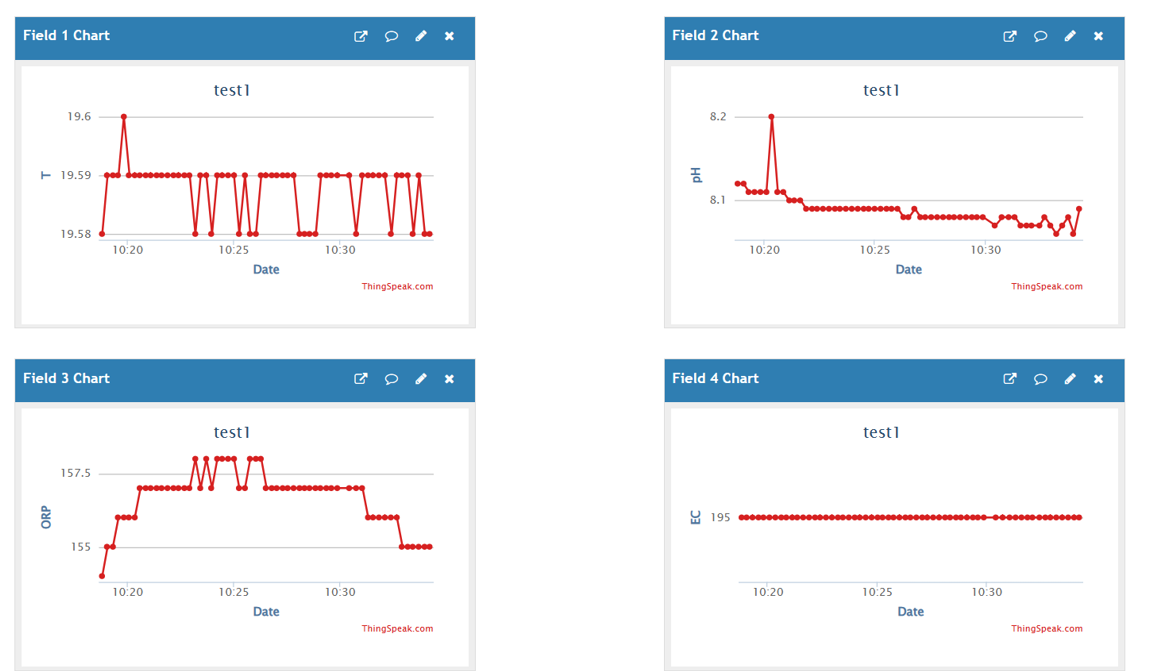 Field 1 Chart
test1
19.6
19.59
19.58
T
10:20 10:25 10:30
Date
ThingSpeak.com
Field 2 Chart
test1
8.2
8.1
pH
10:20 10:25 10:30
Date
ThingSpeak.com
Field 3 Chart
test1
157.5
155
ORP
10:20 10:25 10:30
Date
ThingSpeak.com
Field 4 Chart
test1
195
EC
10:20 10:25 10:30
Date
ThingSpeak.com